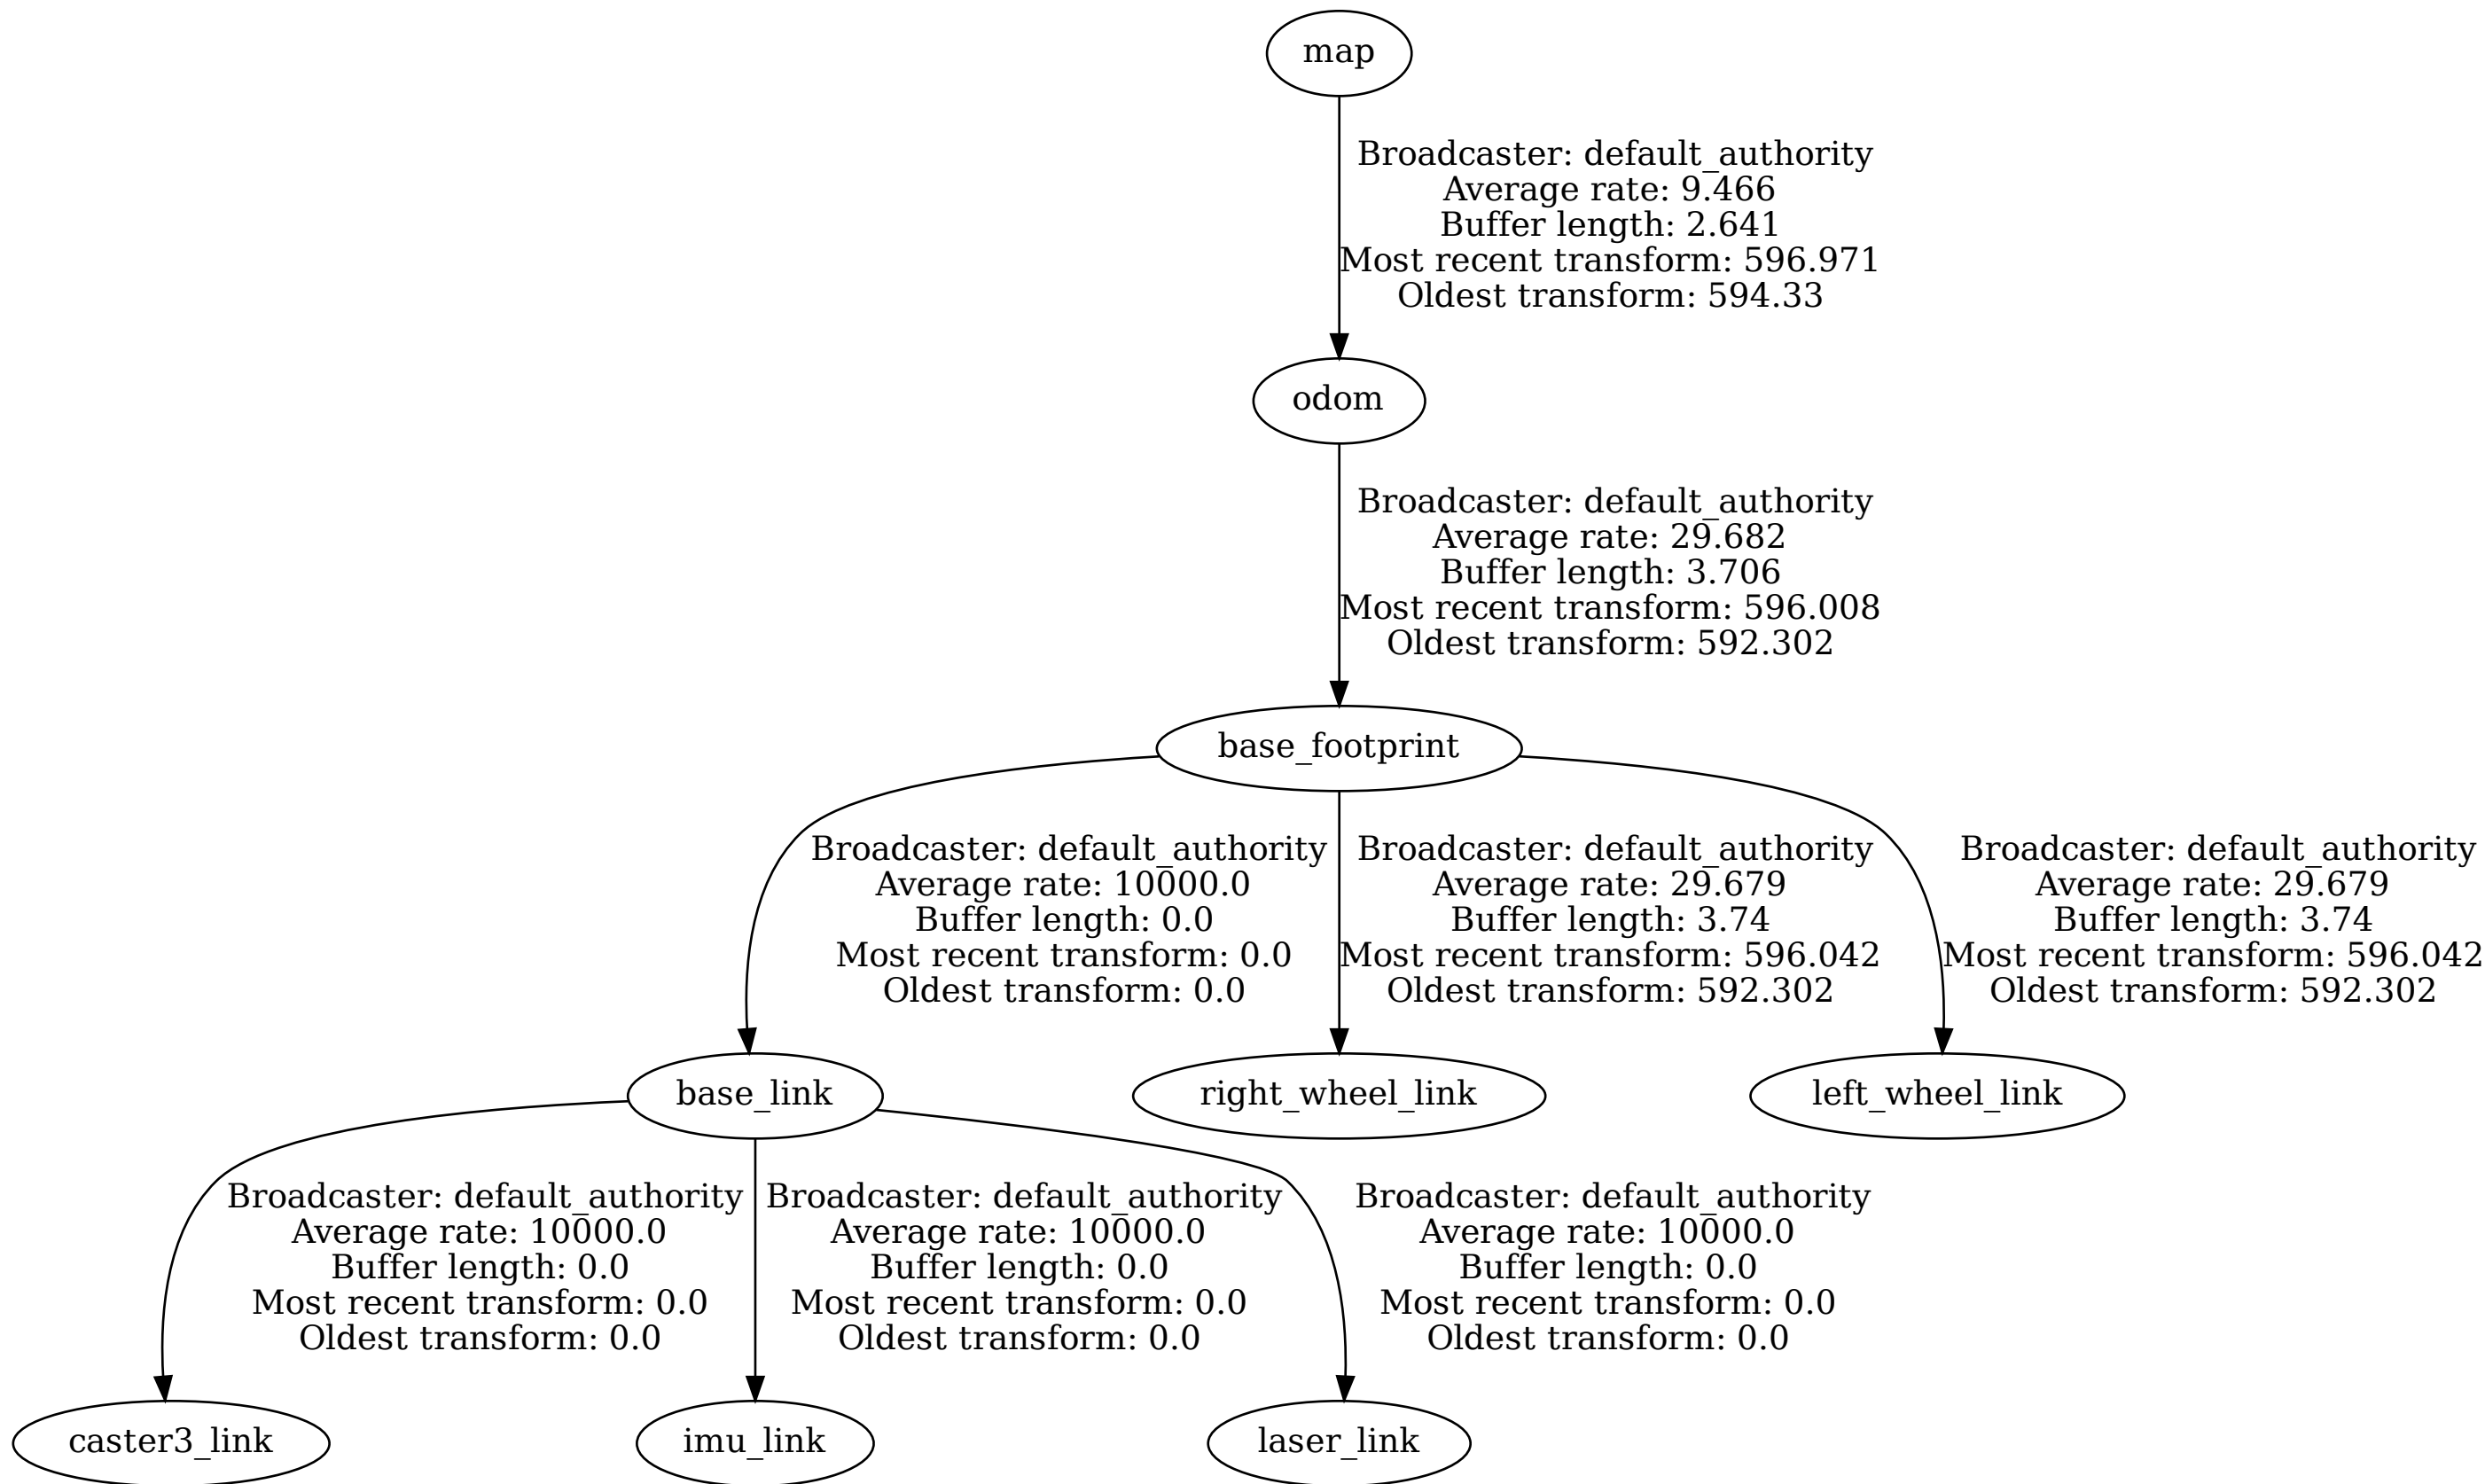 map
Broadcaster: default_authority
Average rate: 9.466
Buffer length: 2.641
Most recent transform: 596.971
Oldest transform: 594.33
odom
Broadcaster: default_authority
Average rate: 29.682
Buffer length: 3.706
Most recent transform: 596.008
Oldest transform: 592.302
base_footprint
Broadcaster: default_authority
Average rate: 10000.0
Buffer length: 0.0
Most recent transform: 0.0
Oldest transform: 0.0
Broadcaster: default_authority
Average rate: 29.679
Buffer length: 3.74
Most recent transform: 596.042
Oldest transform: 592.302
Broadcaster: default_authority
Average rate: 29.679
Buffer length: 3.74
Most recent transform: 596.042
Oldest transform: 592.302
base_link
right_wheel_link
left_wheel_link
Broadcaster: default_authority
Average rate: 10000.0
Buffer length: 0.0
Most recent transform: 0.0
Oldest transform: 0.0
Broadcaster: default_authority
Average rate: 10000.0
Buffer length: 0.0
Most recent transform: 0.0
Oldest transform: 0.0
Broadcaster: default_authority
Average rate: 10000.0
Buffer length: 0.0
Most recent transform: 0.0
Oldest transform: 0.0
caster3_link
imu_link
laser_link